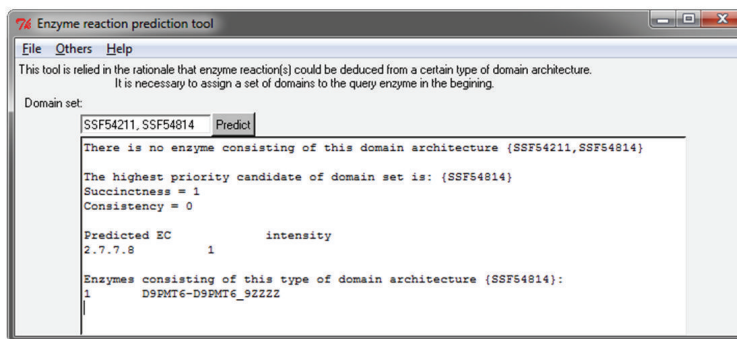 Enzyme reaction prediction tool
File Others Help
This tool is relied in the rationale that enzyme reaction(s) could be deduced from a certain type of domain architecture.
It is necessary to assign a set of domains to the query enzyme in the begining.
Domain set:
SSF54211, SSF54814 Predict
There is no enzyme consisting of this domain architecture {SSF54211,SSF54814}
The highest priority candidate of domain set is: {SSF54814}
Succinctness = 1
Consistency = 0
Predicted EC intensity
2.7.7.8 1
Enzymes consisting of this type of domain architecture {SSF54814}:
1 D9PMT6-D9PMT6_9ZZZZ